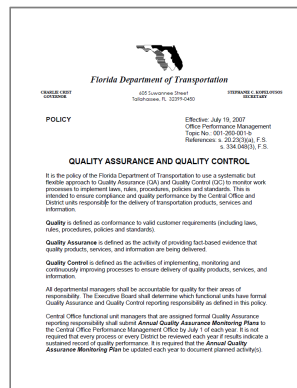 Florida Department of Transportation
CHARLIE CRIST
GOVERNOR
605 Suwannee Street
Tallahassee, FL 32399-0450
STEPHANIE C. KOPELOUSOS
SECRETARY
POLICY
Effective: July 19, 2007
Office Performance Management
Topic No.: 001-260-001-b
References: s. 20.23(3)(a), F.S.
s. 334.048(3), F.S.
QUALITY ASSURANCE AND QUALITY CONTROL
It is the policy of the Florida Department of Transportation to use a systematic but
flexible approach to Quality Assurance (QA) and Quality Control (QC) to monitor work
processes to implement laws, rules, procedures, policies and standards. This is
intended to ensure compliance and quality performance by the Central Office and
District units responsible for the delivery of transportation products, services and
information.
Quality is defined as conformance to valid customer requirements (including laws,
rules, procedures, policies and standards).
Quality Assurance is defined as the activity of providing fact-based evidence that
quality products, services, and information are being delivered.
Quality Control is defined as the activities of implementing, monitoring and
continuously improving processes to ensure delivery of quality products, services, and
information.
All departmental managers shall be accountable for quality for their areas of
responsibility. The Executive Board shall determine which functional units have formal
Quality Assurance and Quality Control reporting responsibility as defined in this policy.
Central Office functional unit managers that are assigned formal Quality Assurance
reporting responsibility shall submit Annual Quality Assurance Monitoring Plans to
the Central Office Performance Management Office by July 1 of each year. It is not
required that every process or every District be reviewed each year if results indicate a
sustained record of quality performance. It is required that the Annual Quality
Assurance Monitoring Plan be updated each year to document planned activity(s).